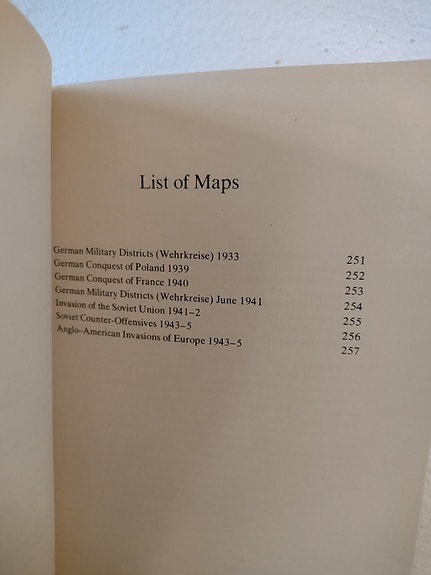 List of Maps
German Military Districts (Wehrkreise) 1933 251
German Conquest of Poland 1939 252
German Conquest of France 1940 253
German Military Districts (Wehrkreise) June 1941 254
Invasion of the Soviet Union 1941–2 255
Soviet Counter-Offensives 1943–5 256
Anglo–American Invasions of Europe 1943–5 257